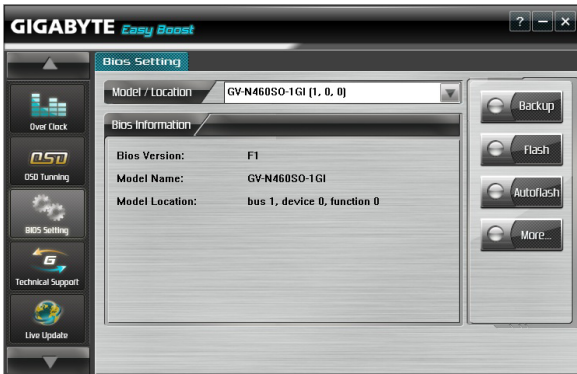 GIGABYTE Easy Boost
? – ×
Bios Setting
Model / Location GV-N460SO-1GI (1, 0, 0)
Bios Information
Bios Version: F1
Model Name: GV-N460SO-1GI
Model Location: bus 1, device 0, function 0
Over Clock
OSD
OSD Tunning
BIOS Setting
G
Technical Support
Live Update
Backup
Flash
Autoflash
More...